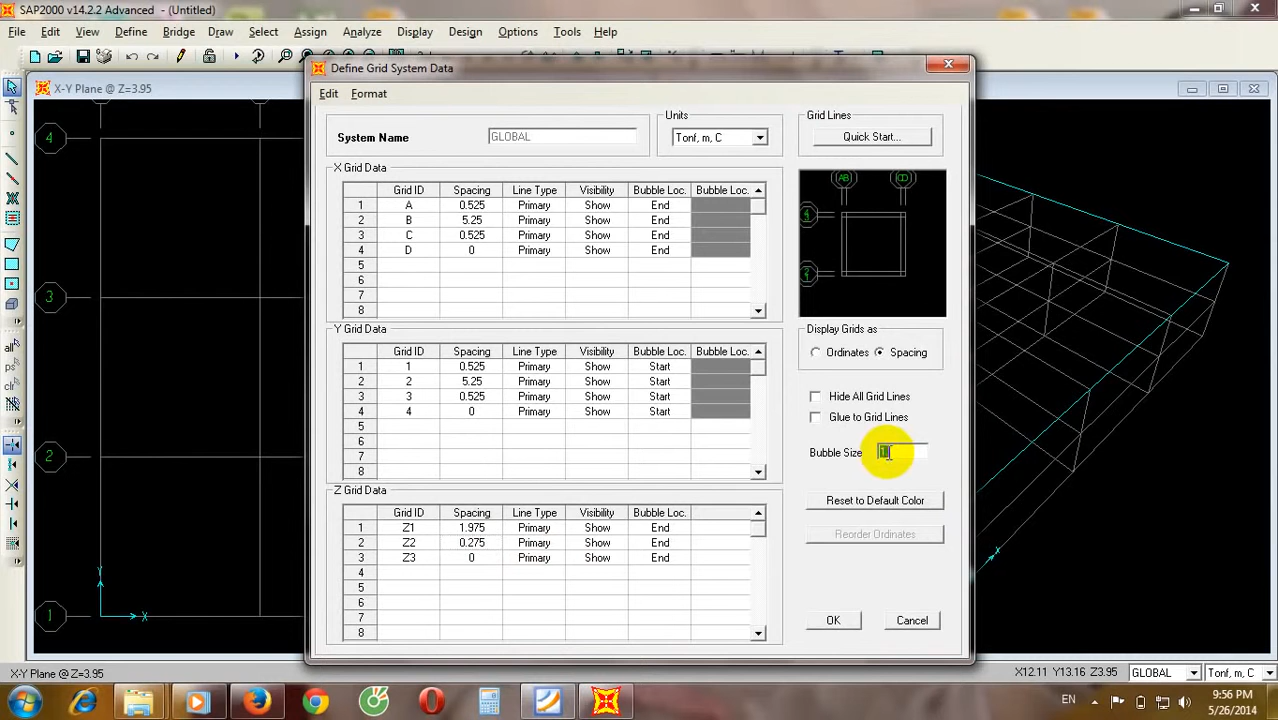 SAP2000 v14.2.2 Advanced - (Untitled)
File Edit View Define Bridge Draw Select Assign Analyze Display Design Options Tools Help
X-Y Plane @ Z=3.95
Define Grid System Data
Edit Format
System Name GLOBAL
Units
Tonf, m, C
Grid Lines
Quick Start...
X Grid Data
Grid ID Spacing Line Type Visibility Bubble Loc. Bubble Loc.
1 A 0.525 Primary Show End
2 B 5.25 Primary Show End
3 C 0.525 Primary Show End
4 D 0 Primary Show End
5
6
7
8
Y Grid Data
Grid ID Spacing Line Type Visibility Bubble Loc. Bubble Loc.
1 1 0.525 Primary Show Start
2 2 5.25 Primary Show Start
3 3 0.525 Primary Show Start
4 4 0 Primary Show Start
5
6
7
8
Z Grid Data
Grid ID Spacing Line Type Visibility Bubble Loc.
1 Z1 1.975 Primary Show End
2 Z2 0.275 Primary Show End
3 Z3 0 Primary Show End
4
5
6
7
8
Display Grids as
Ordinates Spacing
Hide All Grid Lines
Glue to Grid Lines
Bubble Size
Reset to Default Color
Reorder Ordinates
OK Cancel
4
3
2
1
Y
X
X
all
ps
clr
X-Y Plane @ Z=3.95
X12.11 Y13.16 Z3.95
GLOBAL
Tonf, m, C
EN
9:56 PM
5/26/2014